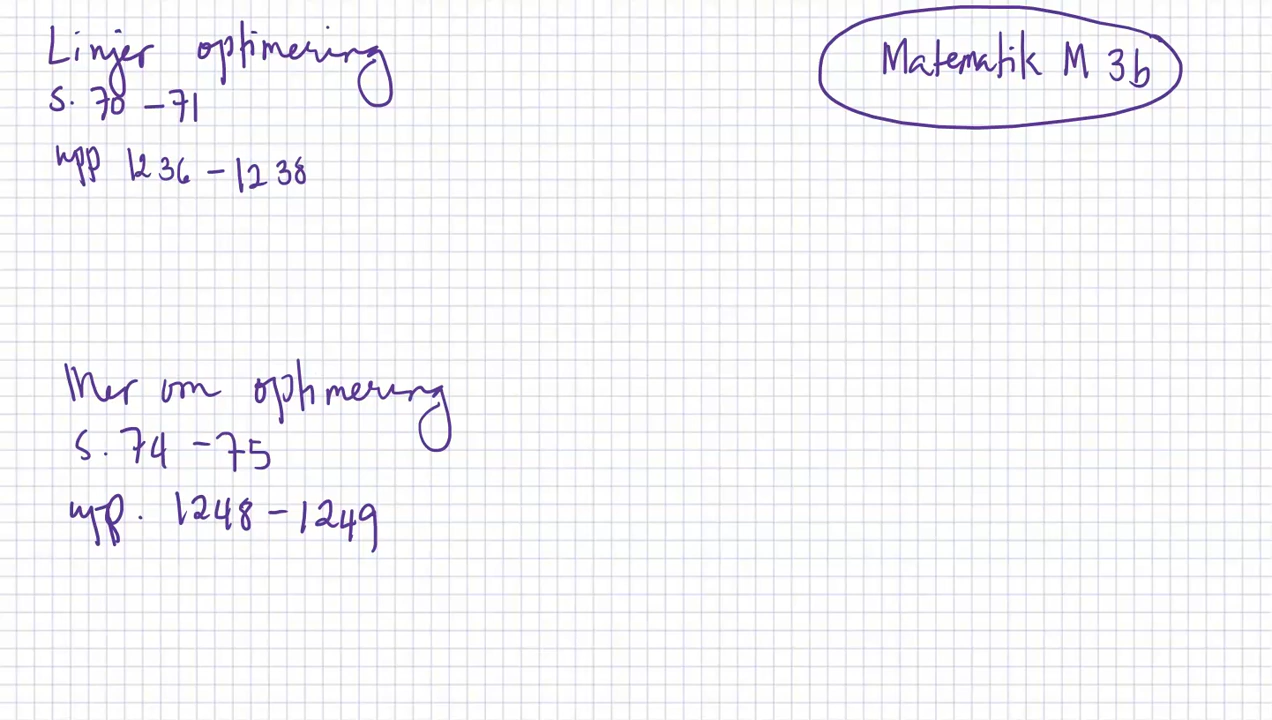 Linjer optimering
Matematik M 3b
s. 70 - 71
upp 1236 - 1238
Mer om optimering
s. 74 - 75
upp. 1248 - 1249